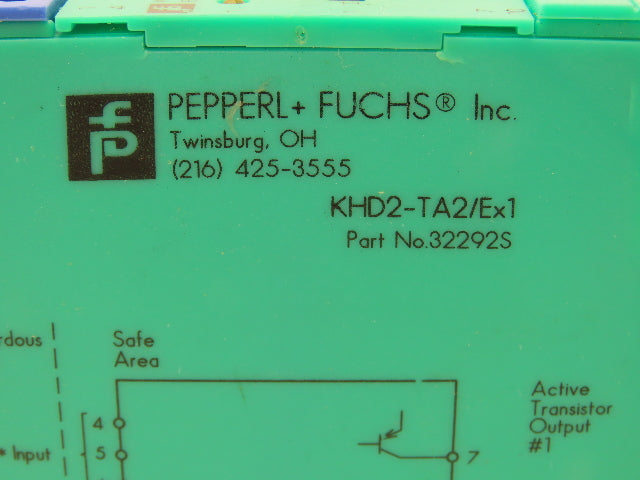 PEPPERL+ FUCHS® Inc.
fp
Twinsburg, OH
(216) 425-3555
KHD2-TA2/Ex1
Part No.32292S
rdous
Safe
Area
Active
Transistor
Output
#1
4
* Input
5
7